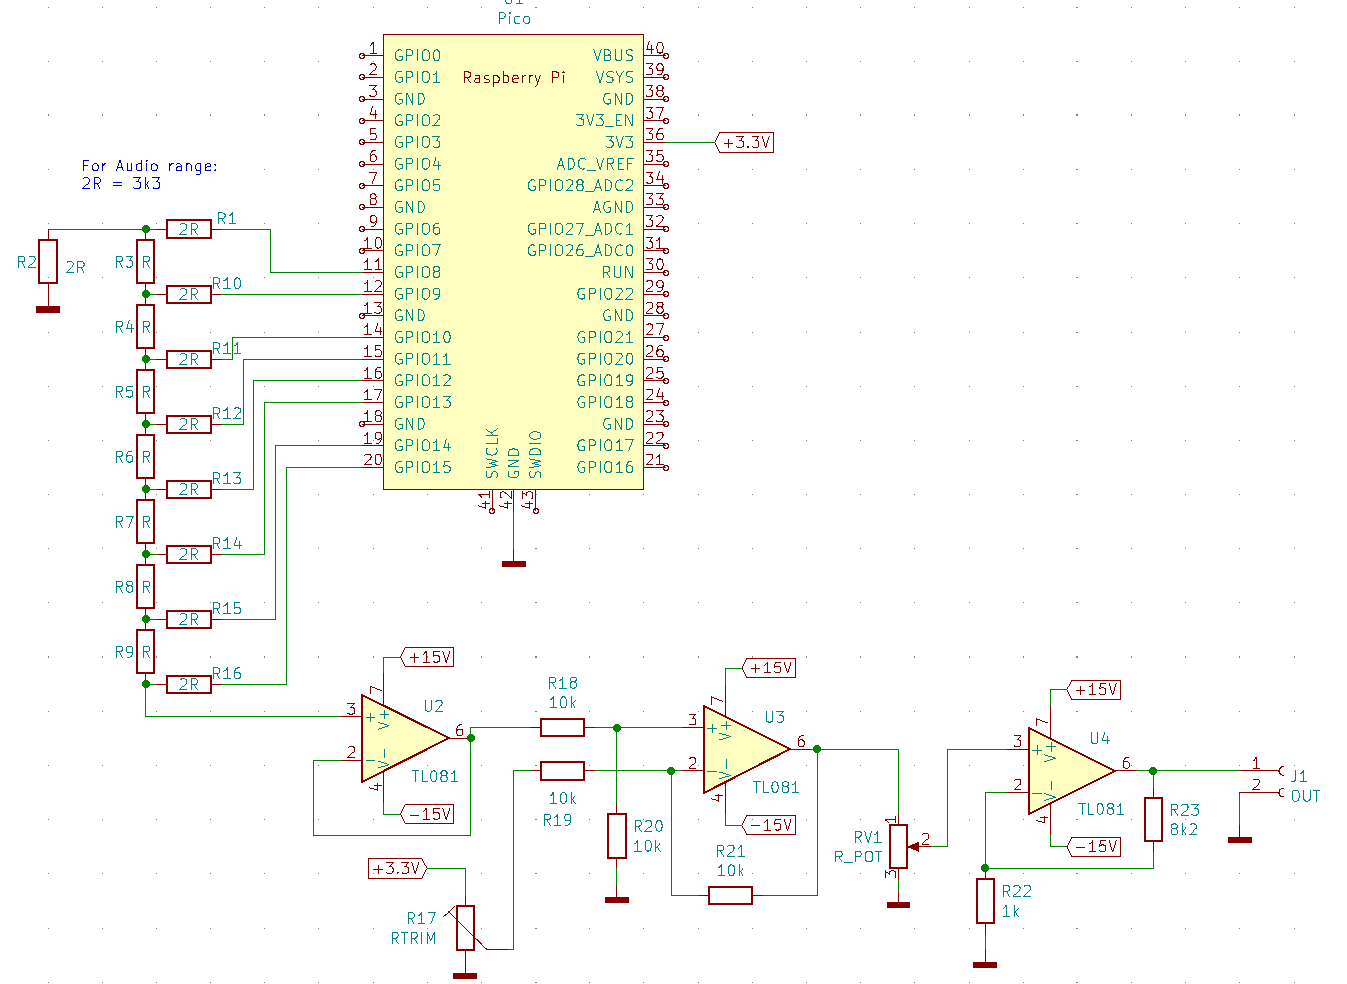 U1
Pico
Raspberry Pi
1 GPIO0
2 GPIO1
3 GND
4 GPIO2
5 GPIO3
6 GPIO4
7 GPIO5
8 GND
9 GPIO6
10 GPIO7
11 GPIO8
12 GPIO9
13 GND
14 GPIO10
15 GPIO11
16 GPIO12
17 GPIO13
18 GND
19 GPIO14
20 GPIO15
VBUS 40
VSYS 39
GND 38
3V3_EN 37
3V3 36
+3.3V
ADC_VREF 35
GPIO28_ADC2 34
AGND 33
GPIO27_ADC1 32
GPIO26_ADC0 31
RUN 30
GPIO22 29
GND 28
GPIO21 27
GPIO20 26
GPIO19 25
GPIO18 24
GND 23
GPIO17 22
GPIO16 21
SWCLK 41
GND 42
SWDIO 43
For Audio range:
2R = 3k3
R2 2R
2R R1
R3 R
2R R10
R4 R
2R R11
R5 R
2R R12
R6 R
2R R13
R7 R
2R R14
R8 R
2R R15
R9 R
2R R16
+15V
7
U2
3 +
V+
2 -
V-
6
TL081
4
-15V
R18
10k
10k
R19
R20
10k
+15V
7
U3
3 +
V+
2 -
V-
6
TL081
4
-15V
R21
10k
+3.3V
R17
RTRIM
RV1
R_POT
1
2
3
+15V
7
U4
3 +
V+
2 -
V-
6
TL081
4
-15V
R23
8k2
R22
1k
1
2
J1
OUT